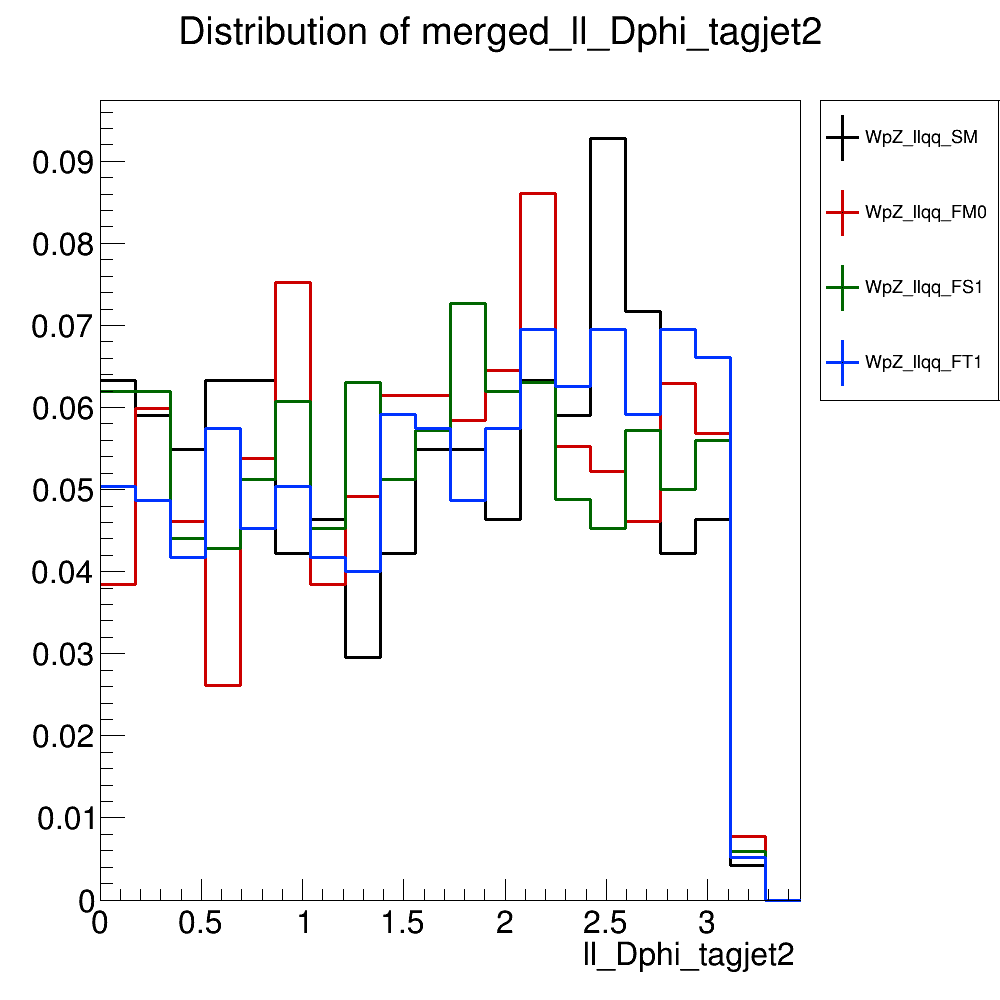 Distribution of merged_ll_Dphi_tagjet2
0.09
0.08
0.07
0.06
0.05
0.04
0.03
0.02
0.01
0
0 0.5 1 1.5 2 2.5 3
ll_Dphi_tagjet2
WpZ_llqq_SM
WpZ_llqq_FM0
WpZ_llqq_FS1
WpZ_llqq_FT1